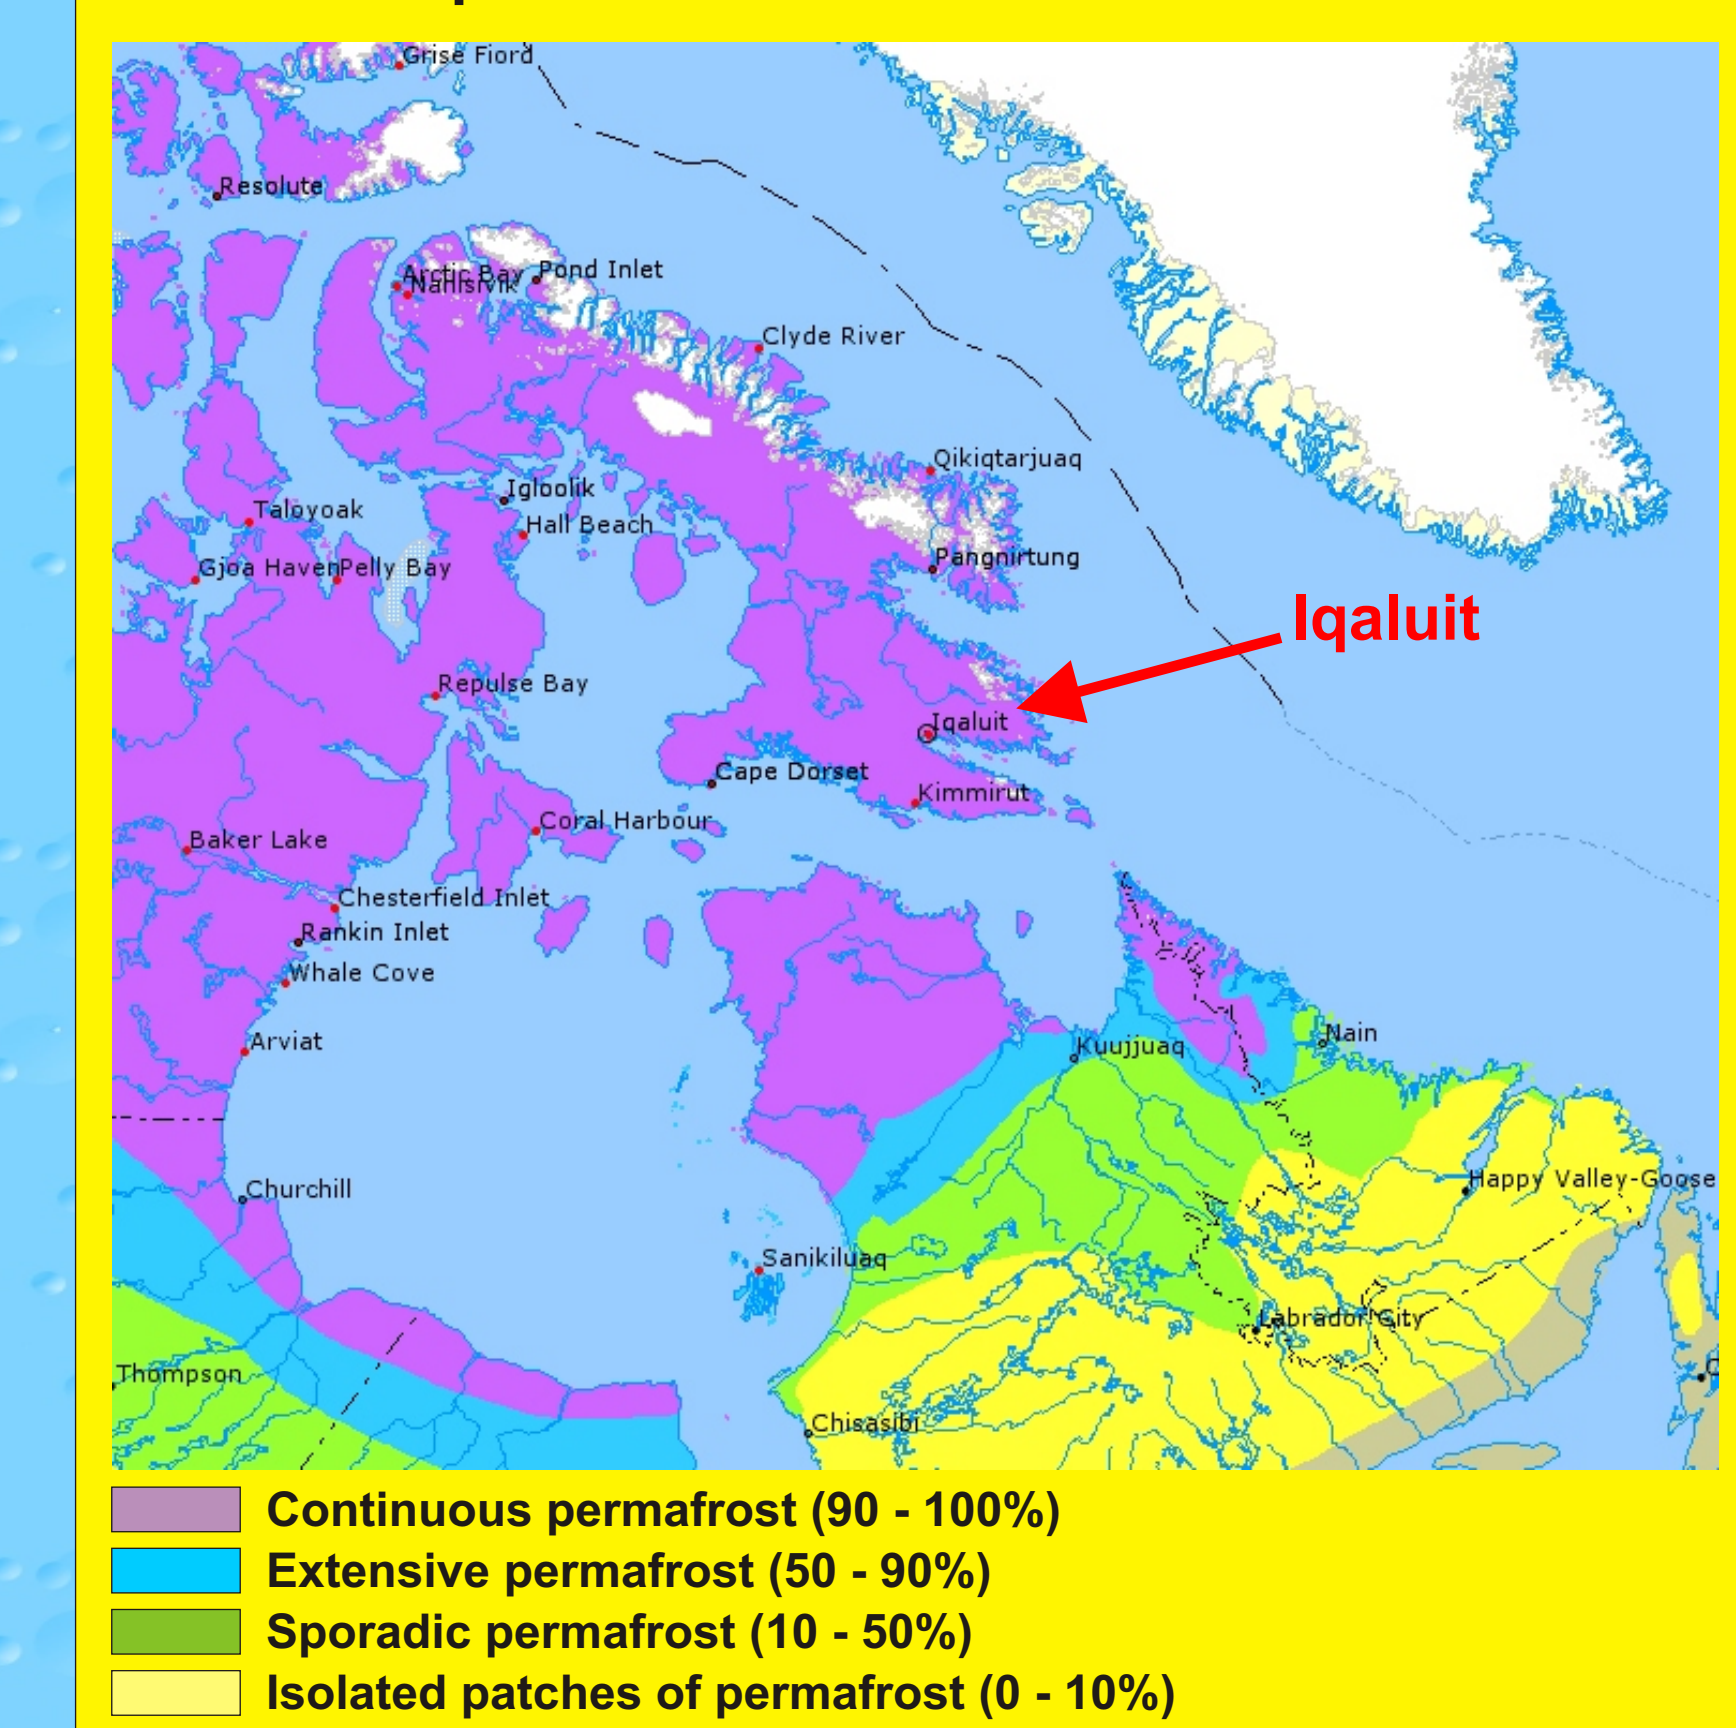 Grise Fiord
Resolute
Arctic Bay
Nanisivik
Pond Inlet
Clyde River
Qikiqtarjuaq
Igloolik
Taloyoak
Hall Beach
Gjoa Haven
Pelly Bay
Pangnirtung
Iqaluit
Repulse Bay
Iqaluit
Cape Dorset
Kimmirut
Coral Harbour
Baker Lake
Chesterfield Inlet
Rankin Inlet
Whale Cove
Arviat
Kuujjuaq
Nain
Churchill
Happy Valley-Goose
Sanikiluaq
Labrador City
Thompson
Chisasibi
Continuous permafrost (90 - 100%)
Extensive permafrost (50 - 90%)
Sporadic permafrost (10 - 50%)
Isolated patches of permafrost (0 - 10%)